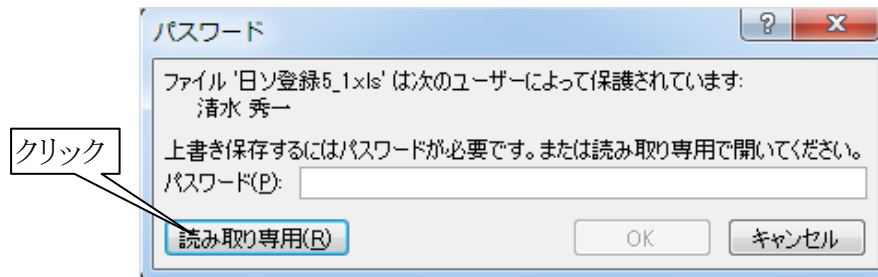 パスワード
ファイル '日ソ登録5_1xls' は次のユーザーによって保護されています:
清水 秀一
上書き保存するにはパスワードが必要です。または読み取り専用で開いてください。
パスワード(P):
クリック
読み取り専用(R)
OK
キャンセル